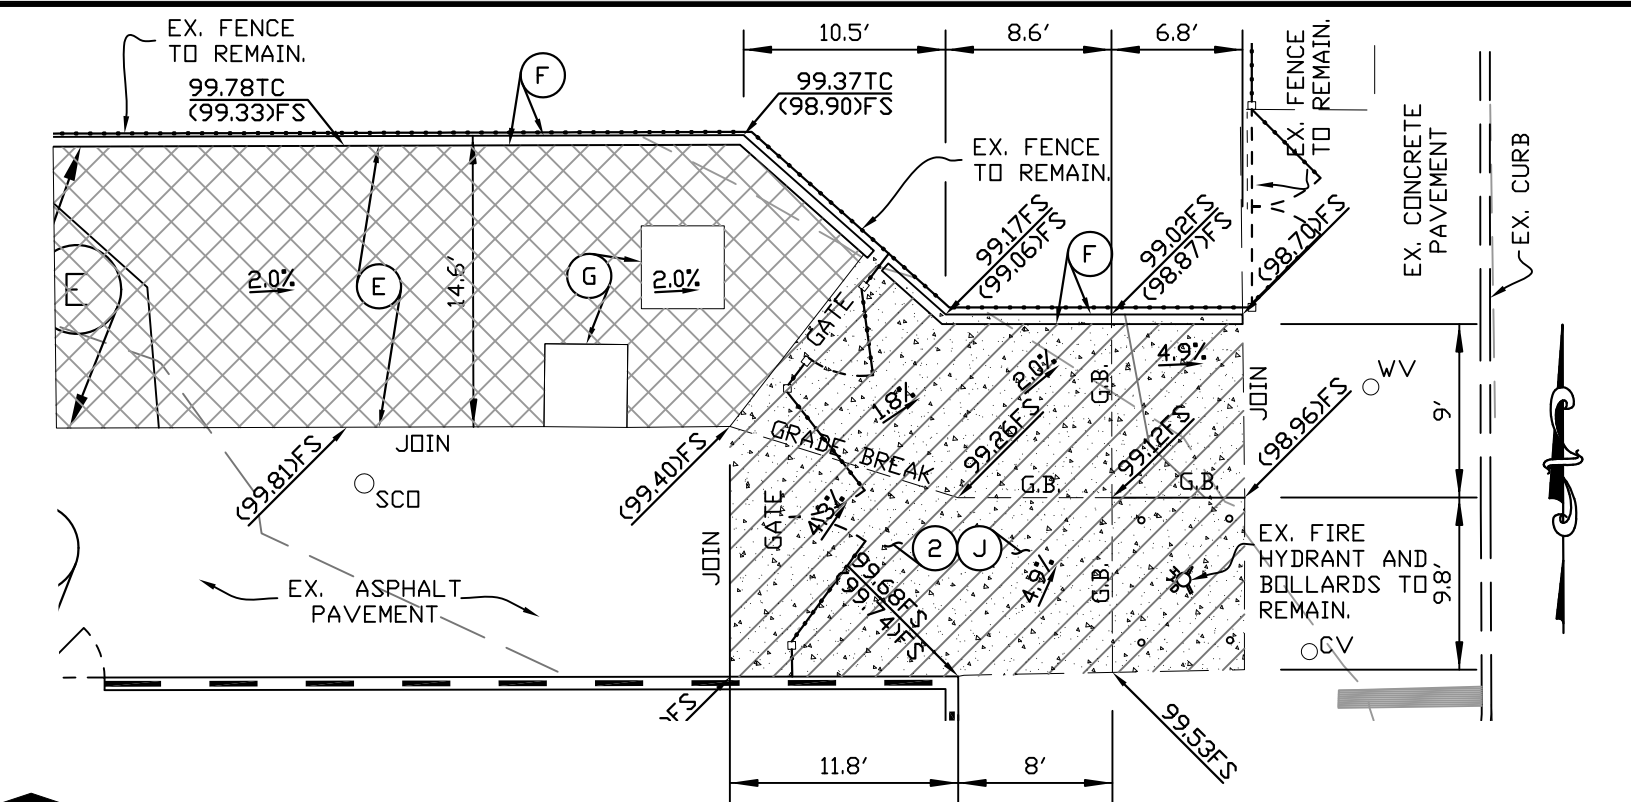 EX. FENCE
TO REMAIN.
10.5'
8.6'
6.8'
EX. FENCE
TO REMAIN.
99.78TC
(99.33)FS
F
99.37TC
(98.90)FS
EX. FENCE
TO REMAIN.
EX. CONCRETE
PAVEMENT
EX. CURB
99.17FS
(99.06)FS
99.02FS
(98.87)FS
(98.70)FS
F
E
2.0%
E
14.6'
G
2.0%
GATE
2.0%
4.9%
G.B.
1.8%
JOIN
WV
9'
(98.96)FS
99.26FS
99.12FS
GRADE BREAK
JOIN
(99.81)FS
SCO
(99.40)FS
G.B.
G.B.
GATE
4.3%
JOIN
2
J
4.9%
G.B.
EX. FIRE
HYDRANT AND
BOLLARDS TO
REMAIN.
9.8'
EX. ASPHALT
PAVEMENT
99.68FS
(99.74)FS
CV
)FS
99.53FS
11.8'
8'